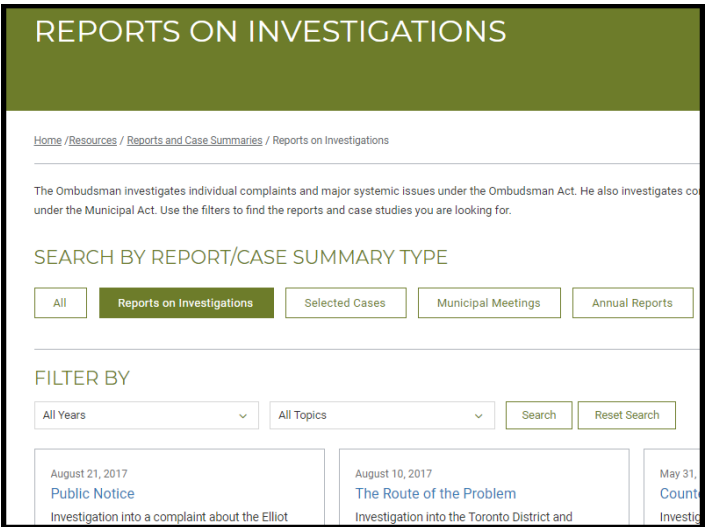 REPORTS ON INVESTIGATIONS
Home /Resources / Reports and Case Summaries / Reports on Investigations
The Ombudsman investigates individual complaints and major systemic issues under the Ombudsman Act. He also investigates
under the Municipal Act. Use the filters to find the reports and case studies you are looking for.
SEARCH BY REPORT/CASE SUMMARY TYPE
All
Reports on Investigations
Selected Cases
Municipal Meetings
Annual Reports
FILTER BY
All Years
All Topics
Search
Reset Search
August 21, 2017
Public Notice
Investigation into a complaint about the Elliot
August 10, 2017
The Route of the Problem
Investigation into the Toronto District and
May 31,